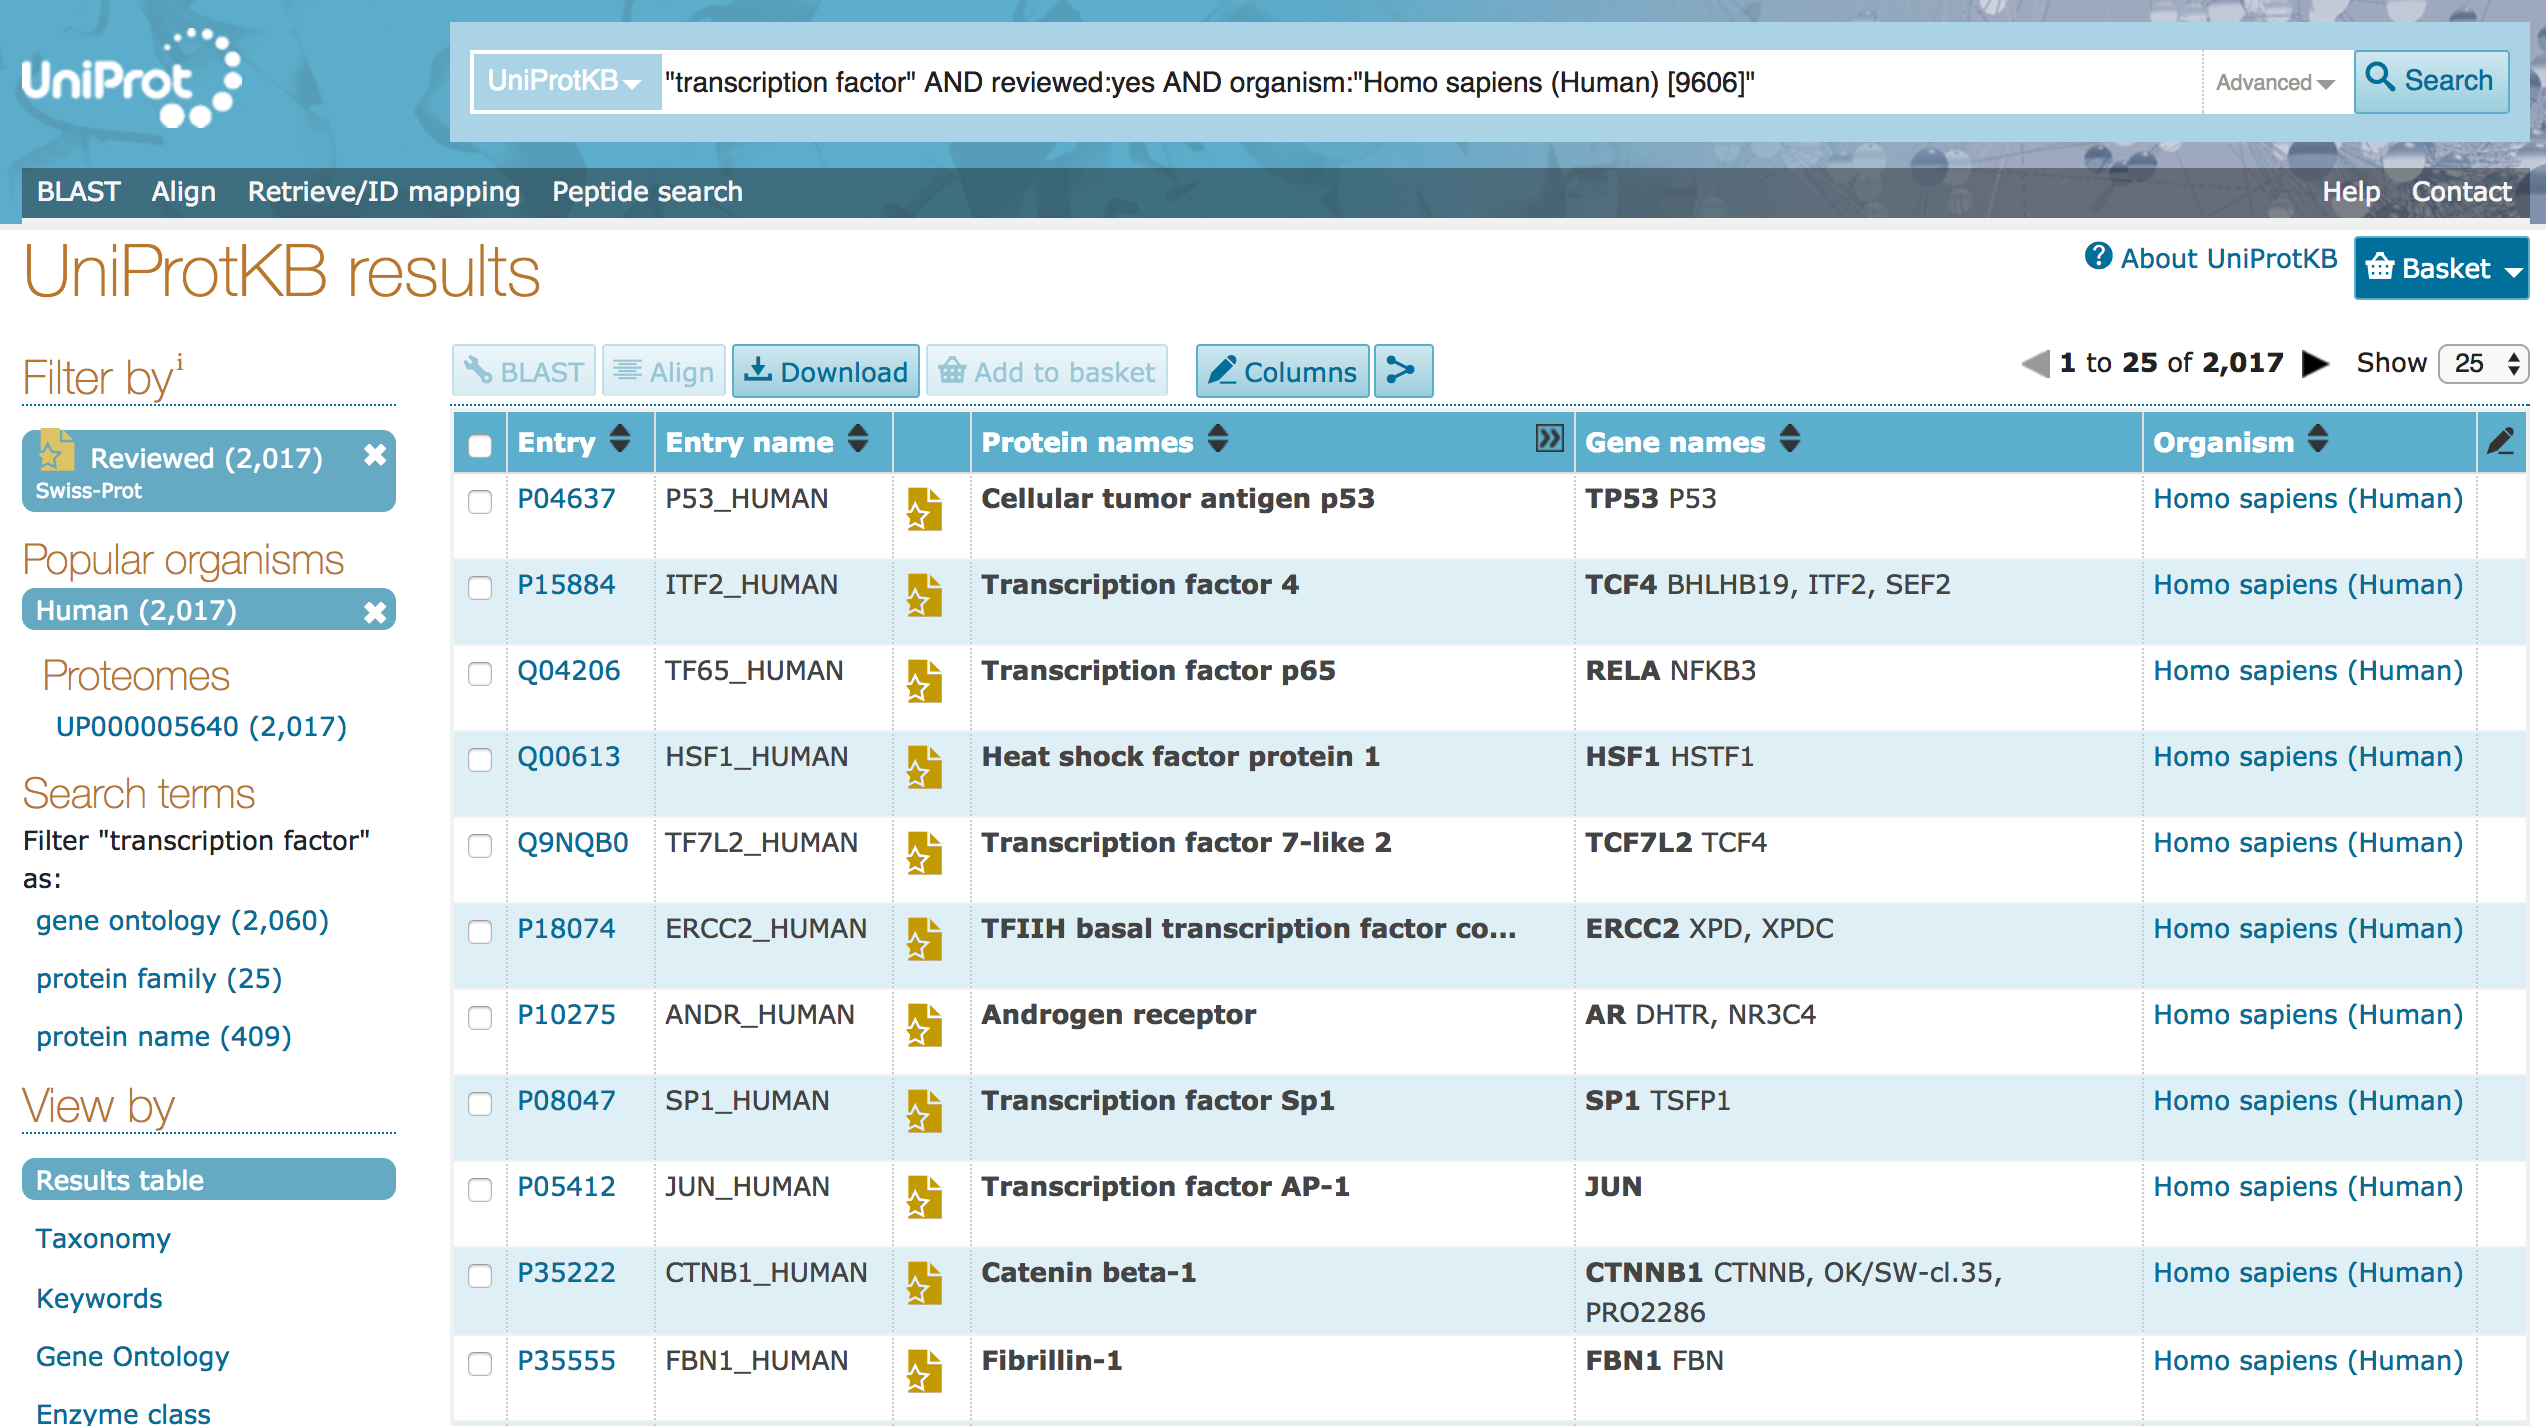 UniProt
UniProtKB
"transcription factor" AND reviewed:yes AND organism:"Homo sapiens (Human) [9606]"
Advanced
Search
BLAST Align Retrieve/ID mapping Peptide search Help Contact
UniProtKB results
About UniProtKB
Basket
Filter by i
Reviewed (2,017)
Swiss-Prot
Popular organisms
Human (2,017)
Proteomes
UP000005640 (2,017)
Search terms
Filter "transcription factor"
as:
gene ontology (2,060)
protein family (25)
protein name (409)
View by
Results table
Taxonomy
Keywords
Gene Ontology
Enzyme class
BLAST Align Download Add to basket Columns
1 to 25 of 2,017 Show 25
Entry Entry name Protein names Gene names Organism
P04637 P53_HUMAN Cellular tumor antigen p53 TP53 P53 Homo sapiens (Human)
P15884 ITF2_HUMAN Transcription factor 4 TCF4 BHLHB19, ITF2, SEF2 Homo sapiens (Human)
Q04206 TF65_HUMAN Transcription factor p65 RELA NFKB3 Homo sapiens (Human)
Q00613 HSF1_HUMAN Heat shock factor protein 1 HSF1 HSTF1 Homo sapiens (Human)
Q9NQB0 TF7L2_HUMAN Transcription factor 7-like 2 TCF7L2 TCF4 Homo sapiens (Human)
P18074 ERCC2_HUMAN TFIIH basal transcription factor co... ERCC2 XPD, XPDC Homo sapiens (Human)
P10275 ANDR_HUMAN Androgen receptor AR DHTR, NR3C4 Homo sapiens (Human)
P08047 SP1_HUMAN Transcription factor Sp1 SP1 TSFP1 Homo sapiens (Human)
P05412 JUN_HUMAN Transcription factor AP-1 JUN Homo sapiens (Human)
P35222 CTNB1_HUMAN Catenin beta-1 CTNNB1 CTNNB, OK/SW-cl.35, Homo sapiens (Human)
PRO2286
P35555 FBN1_HUMAN Fibrillin-1 FBN1 FBN Homo sapiens (Human)